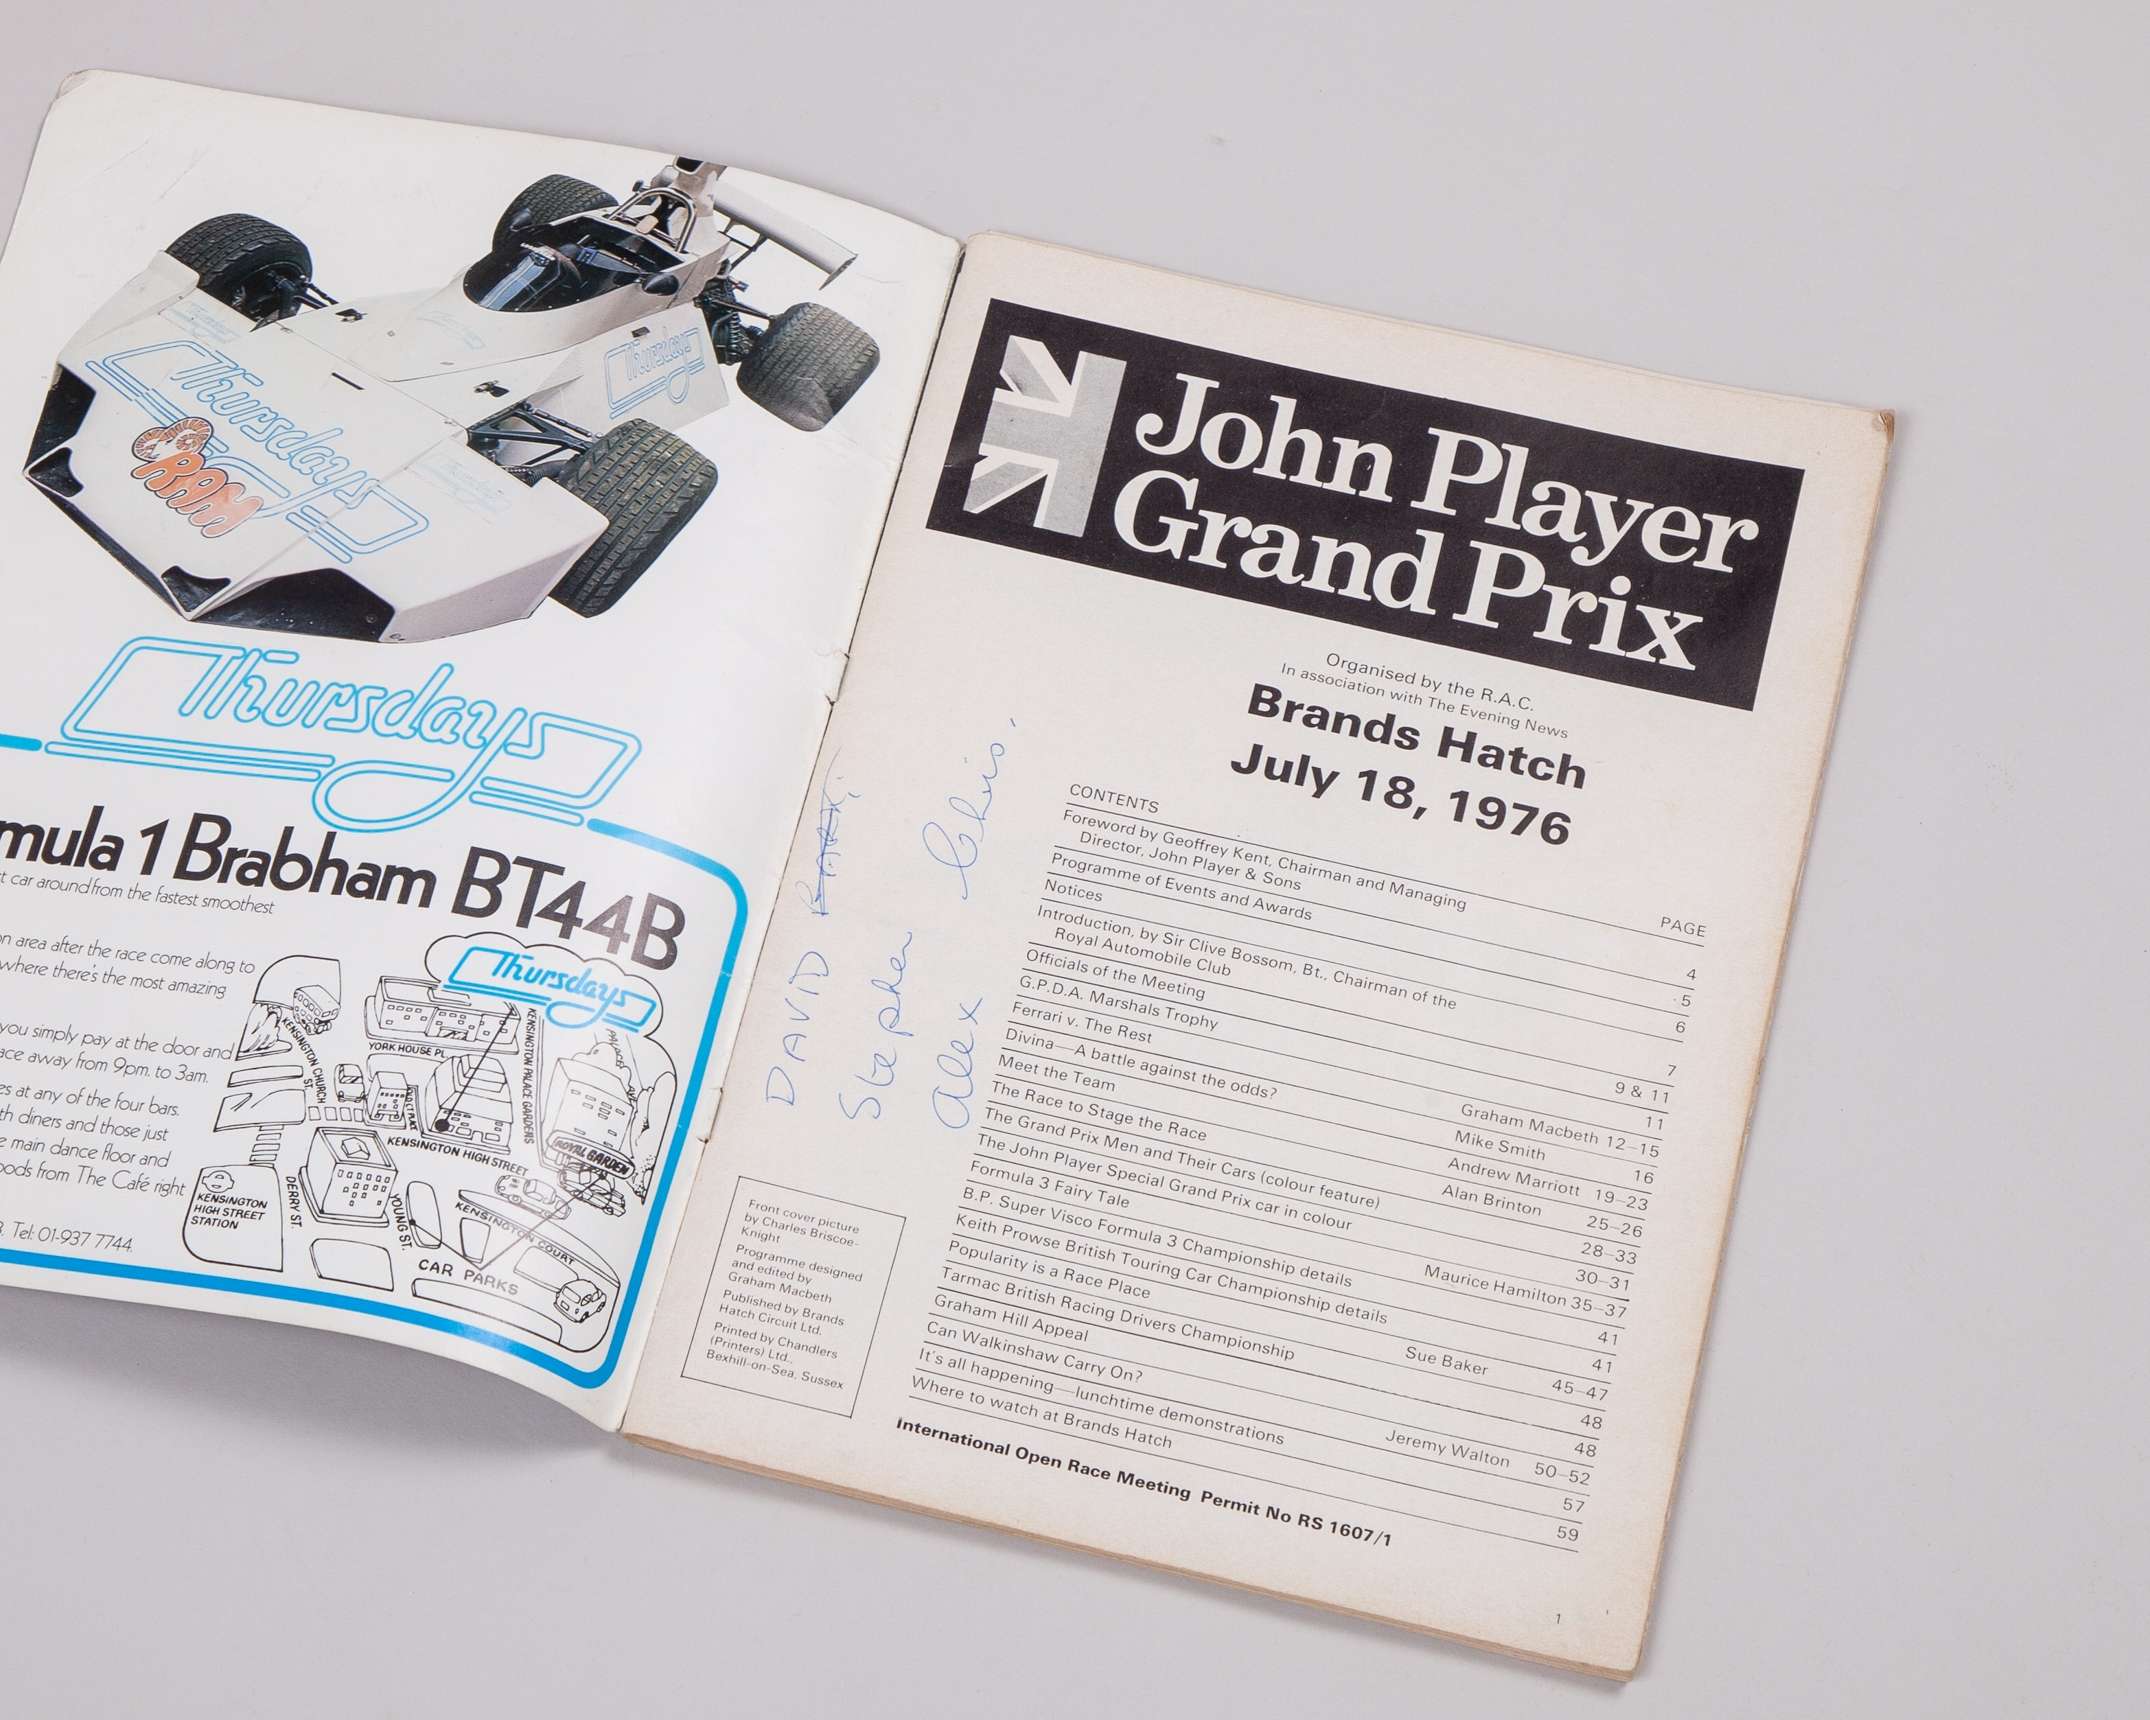 Thursdays
RAM
Thursdays
Thursdays
mula 1 Brabham BT44B
t car around from the fastest smoothest
on area after the race come along to
where there's the most amazing
you simply pay at the door and
ace away from 9pm. to 3am.
es at any of the four bars.
th diners and those just
e main dance floor and
oods from The Café right
Tel: 01-937 7744.
Thursdays
KENSINGTON CHURCH ST.
YORK HOUSE PL.
KENSINGTON PALACE GARDENS
PALACE AV
KENSINGTON HIGH STREET
ROYAL GARDEN
KENSINGTON
HIGH STREET
STATION
DERRY ST.
YOUNG ST.
KENSINGTON COURT
CAR PARKS
John Player
Grand Prix
Organised by the R.A.C.
In association with The Evening News
Brands Hatch
July 18, 1976
DAVID
Stephen Chris.
Alex
CONTENTS
PAGE
Foreword by Geoffrey Kent, Chairman and Managing
Director, John Player & Sons 4
Programme of Events and Awards 5
Notices 6
Introduction, by Sir Clive Bossom, Bt., Chairman of the
Royal Automobile Club 7
Officials of the Meeting 9 & 11
G.P.D.A. Marshals Trophy 11
Ferrari v. The Rest Graham Macbeth 12–15
Divina—A battle against the odds? Mike Smith 16
Meet the Team Andrew Marriott 19–23
The Race to Stage the Race Alan Brinton 25–26
The Grand Prix Men and Their Cars (colour feature) 28–33
The John Player Special Grand Prix car in colour 30–31
Formula 3 Fairy Tale Maurice Hamilton 35–37
B.P. Super Visco Formula 3 Championship details 41
Keith Prowse British Touring Car Championship details 41
Popularity is a Race Place Sue Baker 45–47
Tarmac British Racing Drivers Championship 48
Graham Hill Appeal 48
Can Walkinshaw Carry On? Jeremy Walton 50–52
It's all happening—lunchtime demonstrations 57
Where to watch at Brands Hatch 59
International Open Race Meeting Permit No RS 1607/1
Front cover picture
by Charles Briscoe-
Knight
Programme designed
and edited by
Graham Macbeth
Published by Brands
Hatch Circuit Ltd.
Printed by Chandlers
(Printers) Ltd.,
Bexhill-on-Sea, Sussex
1